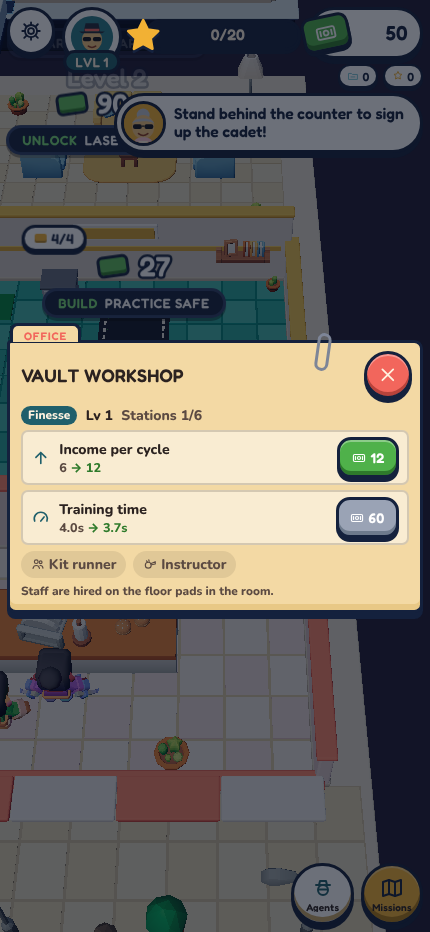 LVL 1
0/20
50
Level 2
0
0
90
Stand behind the counter to sign
up the cadet!
UNLOCK LASE
4/4
27
BUILD PRACTICE SAFE
OFFICE
VAULT WORKSHOP
Finesse Lv 1 Stations 1/6
Income per cycle
6 → 12
12
Training time
4.0s → 3.7s
60
Kit runner
Instructor
Staff are hired on the floor pads in the room.
Agents
Missions